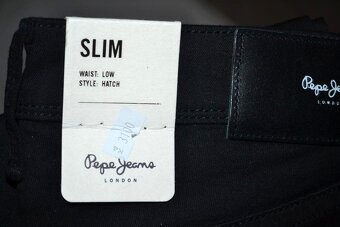 SLIM
WAIST: LOW
STYLE: HATCH
Pepe Jeans
LONDON
Pepe Jeans
LONDON